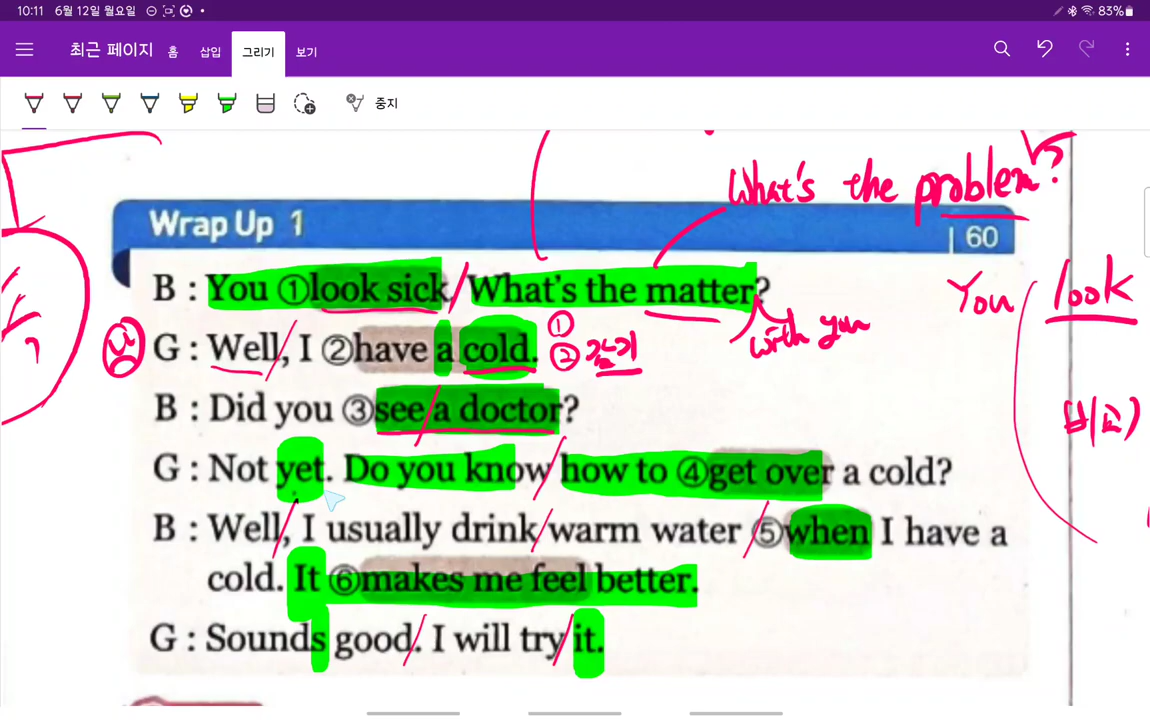 10:11 6월 12일 월요일 83%
최근 페이지 홈 삽입 그리기 보기
중지
What's the problem?
Wrap Up 1 60
B : You ①look sick. What's the matter?
with you
You look
G : Well, I ②have a cold.
①
② 감기
B : Did you ③see a doctor?
G : Not yet. Do you know how to ④get over a cold?
B : Well, I usually drink warm water ⑤when I have a
cold. It ⑥makes me feel better.
G : Sounds good. I will try it.